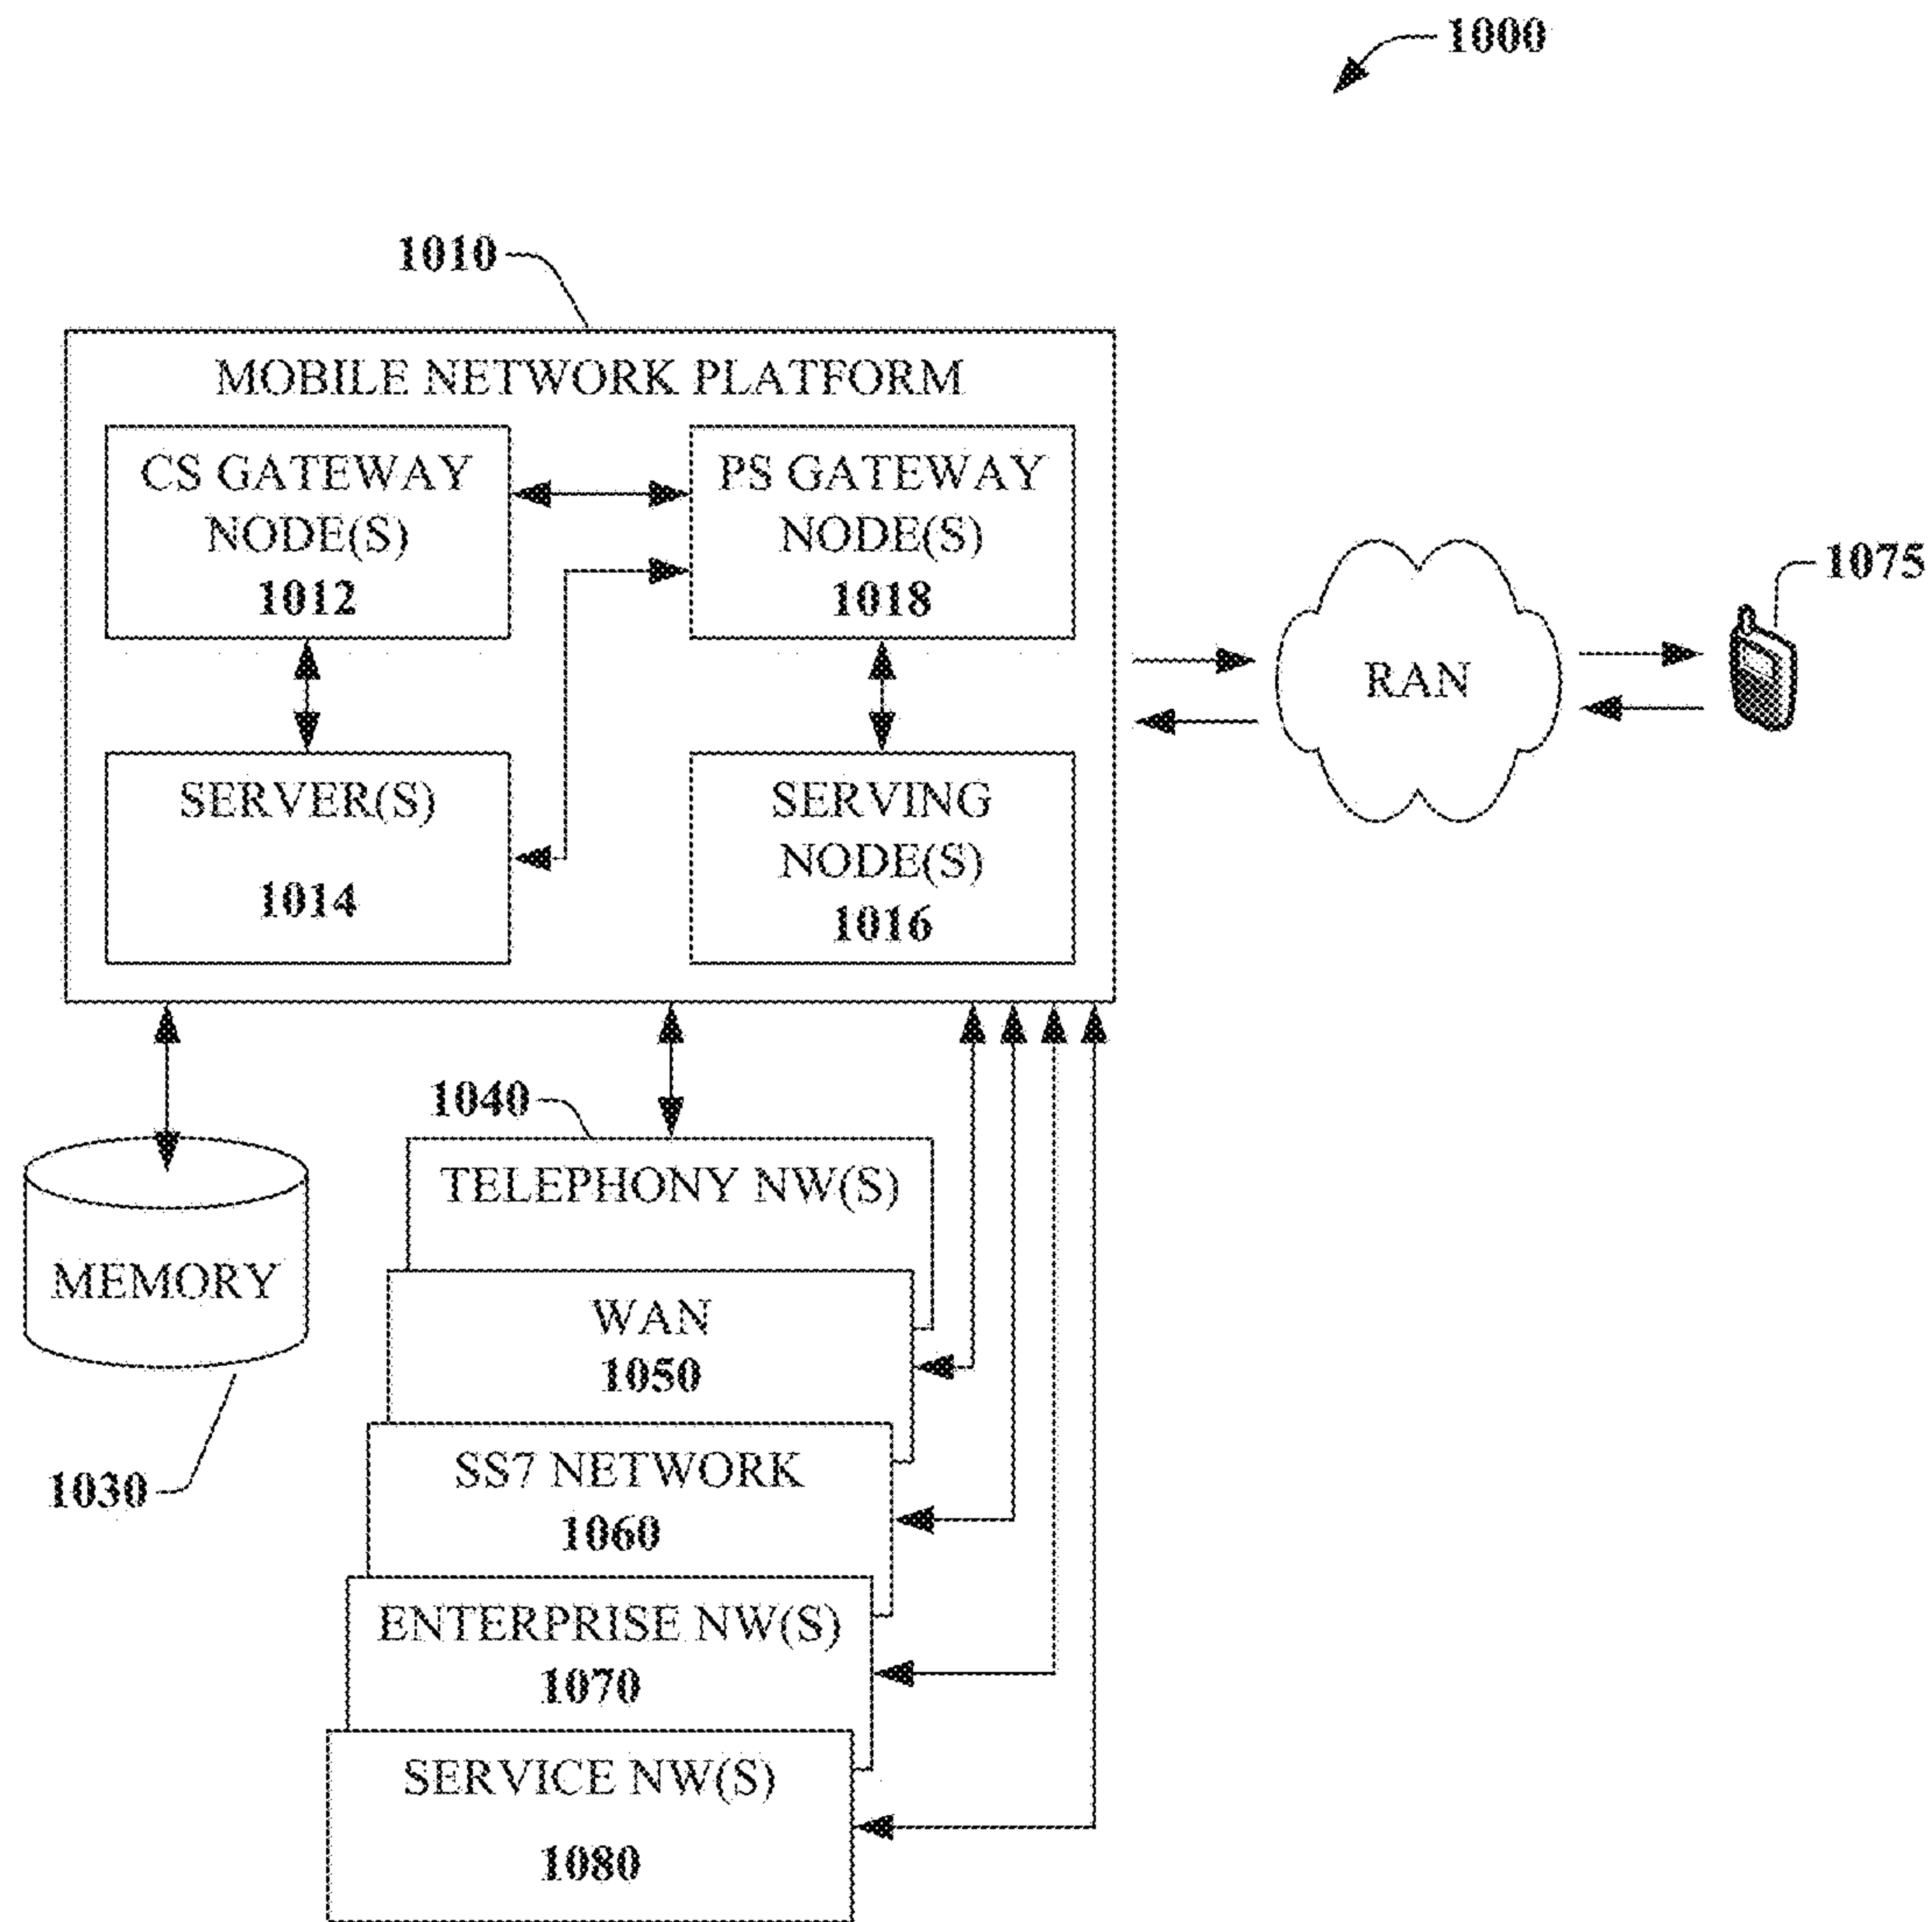 1000
1010
MOBILE NETWORK PLATFORM
CS GATEWAY
NODE(S)
1012
PS GATEWAY
NODE(S)
1018
SERVER(S)
1014
SERVING
NODE(S)
1016
RAN
1075
1040
TELEPHONY NW(S)
MEMORY
1030
WAN
1050
SS7 NETWORK
1060
ENTERPRISE NW(S)
1070
SERVICE NW(S)
1080